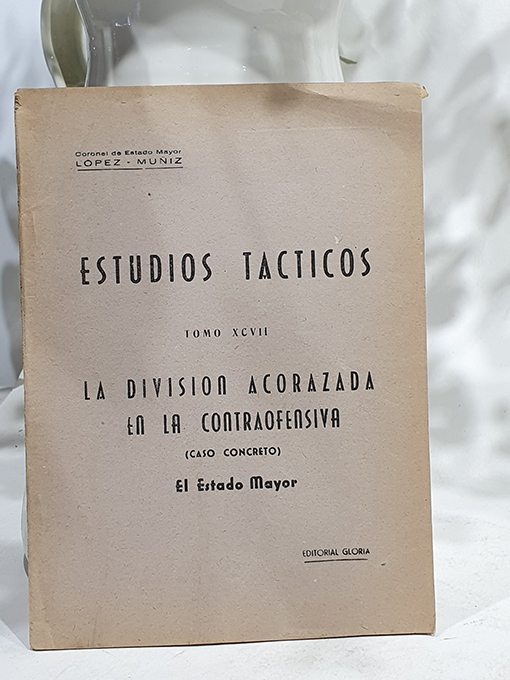 Coronel de Estado Mayor
LOPEZ - MUÑIZ
ESTUDIOS TACTICOS
TOMO XCVII
LA DIVISION ACORAZADA
EN LA CONTRAOFENSIVA
(CASO CONCRETO)
El Estado Mayor
EDITORIAL GLORIA